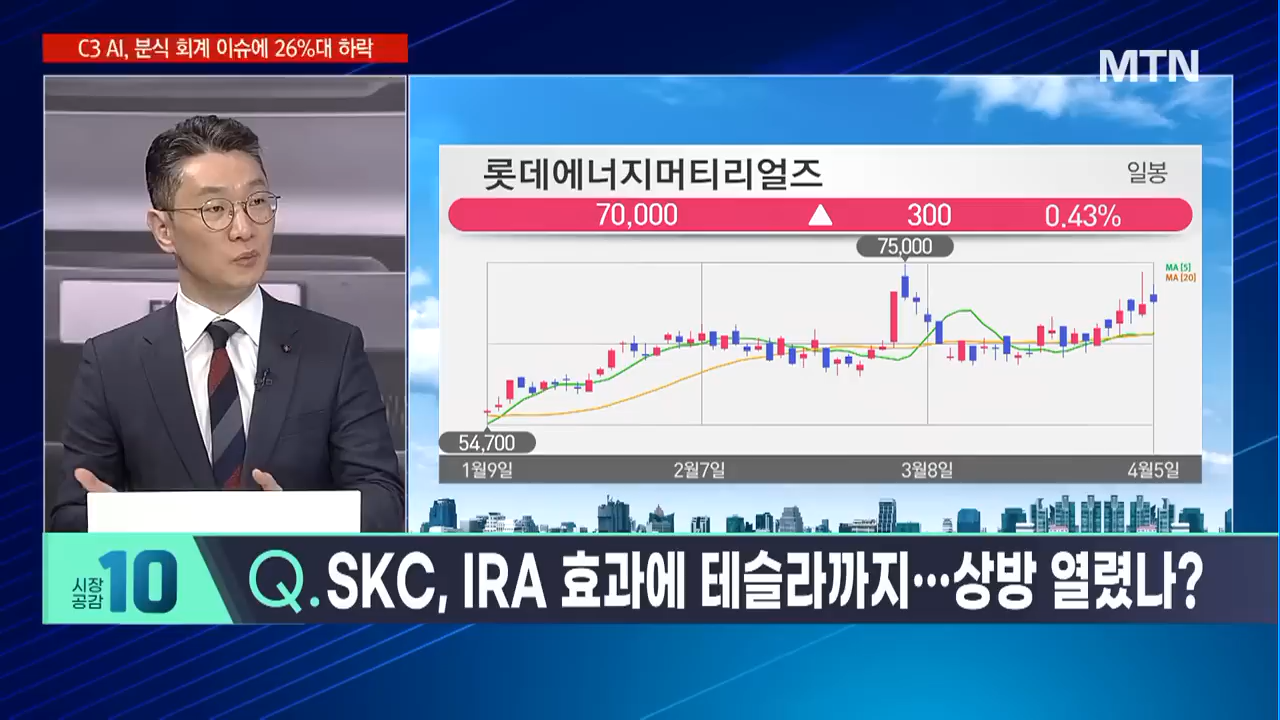 C3 AI, 분식 회계 이슈에 26%대 하락
MTN
롯데에너지머티리얼즈
일봉
70,000 ▲ 300 0.43%
75,000
MA [5]
MA [20]
54,700
1월9일 2월7일 3월8일 4월5일
시장
공감
10
Q.SKC, IRA 효과에 테슬라까지…상방 열렸나?